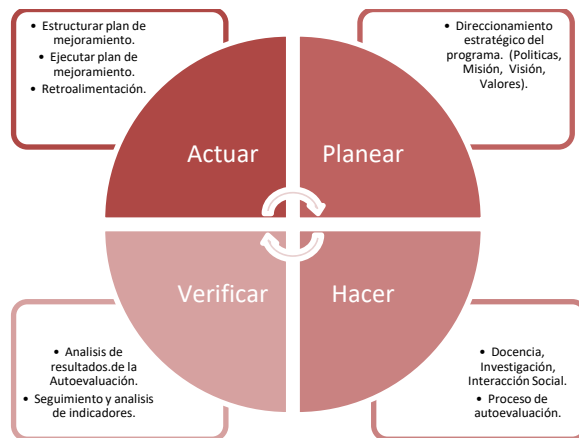 • Estructurar plan de
mejoramiento.
• Ejecutar plan de
mejoramiento.
• Retroalimentación.
• Direccionamiento
estratégico del
programa. (Politicas,
Misión, Visión,
Valores).
Actuar
Planear
Verificar
Hacer
• Analisis de
resultados.de la
Autoevaluación.
• Seguimiento y analisis
de indicadores.
• Docencia,
Investigación,
Interacción Social.
• Proceso de
autoevaluación.